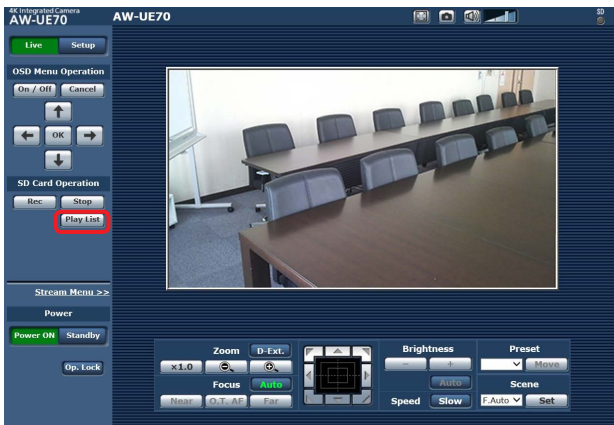 4K Integrated Camera
AW-UE70
AW-UE70
SD
Live Setup
OSD Menu Operation
On / Off Cancel
OK
SD Card Operation
Rec Stop
Play List
Stream Menu >>
Power
Power ON Standby
Op. Lock
Zoom D-Ext.
×1.0
Focus Auto
Near O.T. AF Far
Brightness
− +
Auto
Speed Slow
Preset
Move
Scene
F.Auto Set